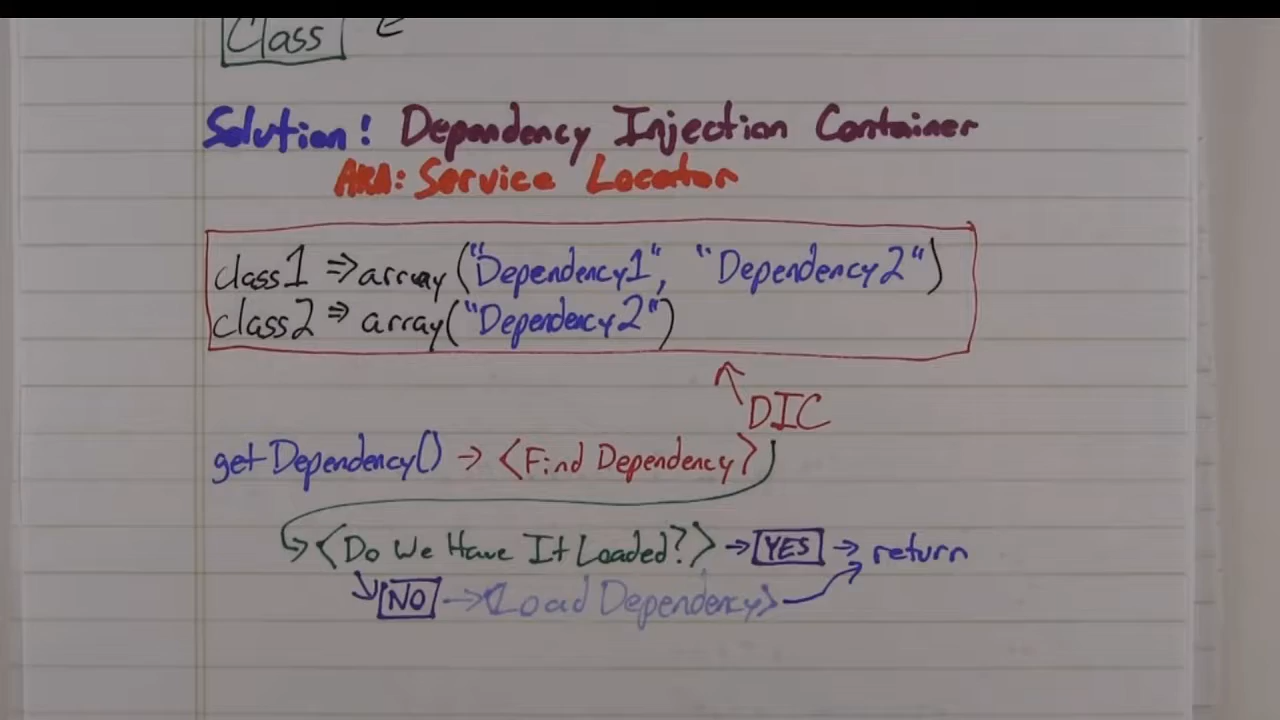 Class
Solution! Dependency Injection Container
AKA: Service Locator
class1 => array("Dependency1", "Dependency2")
class2 => array("Dependency2")
DIC
getDependency() → <Find Dependency>
<Do We Have It Loaded?> → YES → return
NO → <Load Dependency>